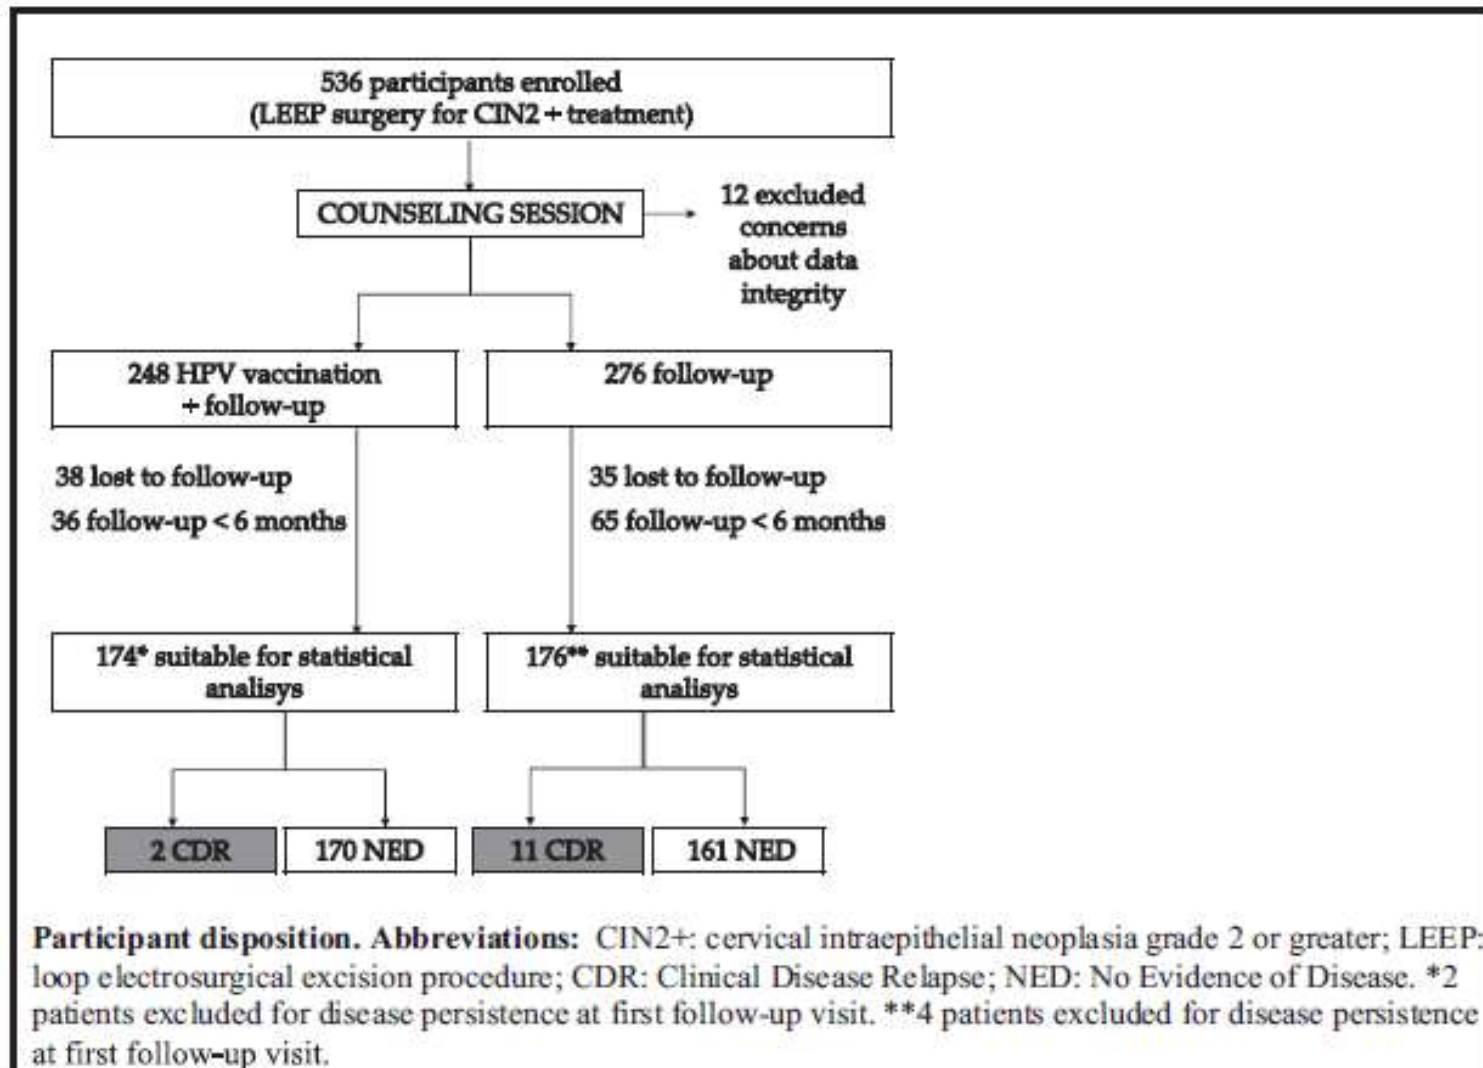 536 participants enrolled
(LEEP surgery for CIN2 + treatment)
COUNSELING SESSION
12 excluded
concerns
about data
integrity
248 HPV vaccination
+ follow-up
276 follow-up
38 lost to follow-up
36 follow-up < 6 months
35 lost to follow-up
65 follow-up < 6 months
174* suitable for statistical
analisys
176** suitable for statistical
analisys
2 CDR
170 NED
11 CDR
161 NED
Participant disposition. Abbreviations: CIN2+: cervical intraepithelial neoplasia grade 2 or greater; LEEP:
loop electrosurgical excision procedure; CDR: Clinical Disease Relapse; NED: No Evidence of Disease. *2
patients excluded for disease persistence at first follow-up visit. **4 patients excluded for disease persistence
at first follow-up visit.